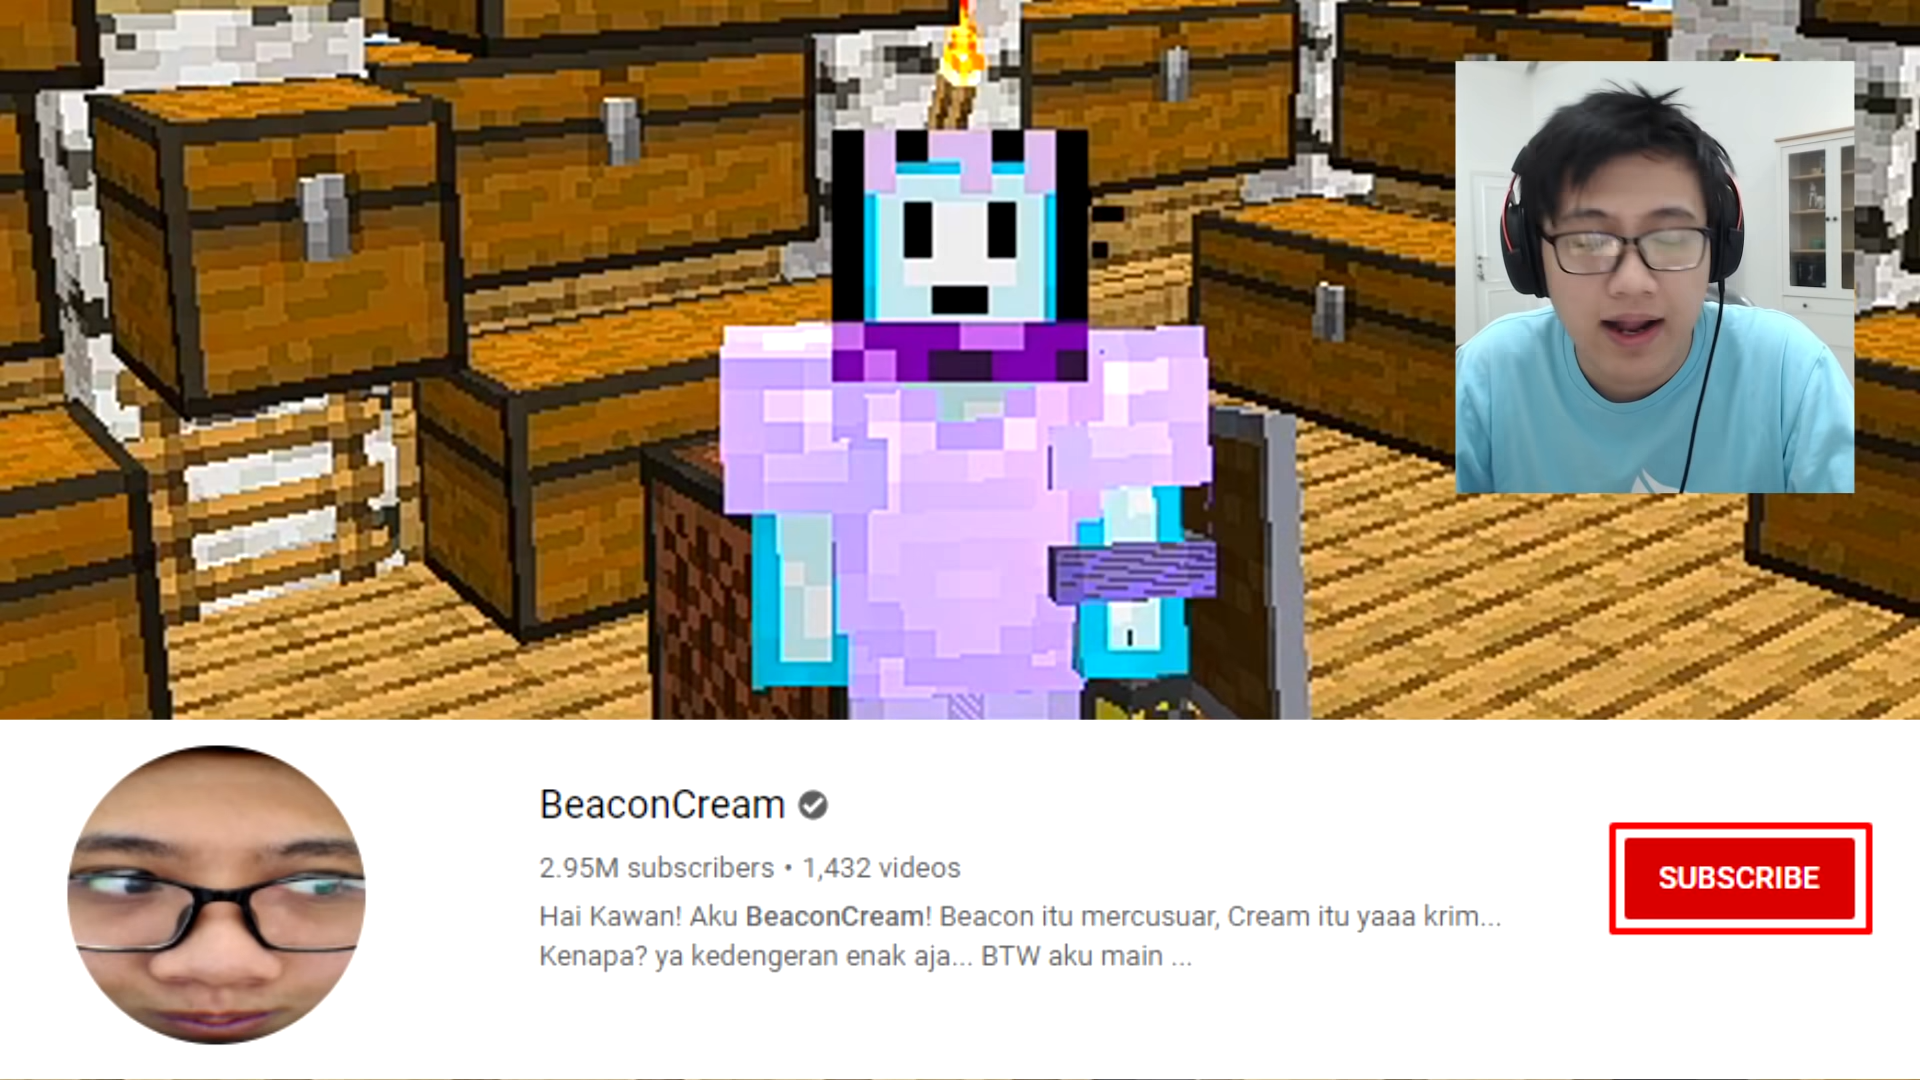 BeaconCream
2.95M subscribers • 1,432 videos
Hai Kawan! Aku BeaconCream! Beacon itu mercusuar, Cream itu yaaa krim...
Kenapa? ya kedengeran enak aja... BTW aku main ...
SUBSCRIBE